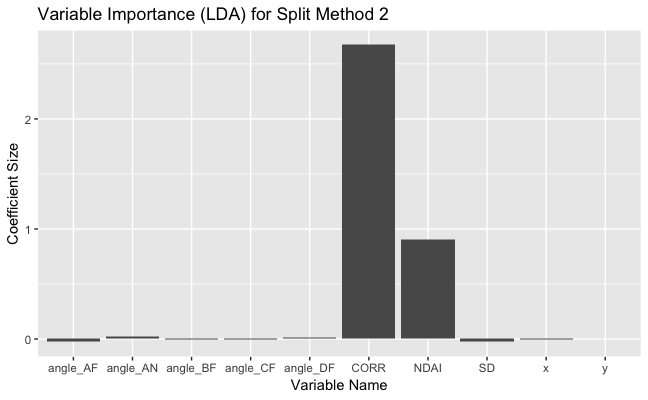 Variable Importance (LDA) for Split Method 2
Coefficient Size
2
1
0
angle_AF angle_AN angle_BF angle_CF angle_DF CORR NDAI SD x y
Variable Name